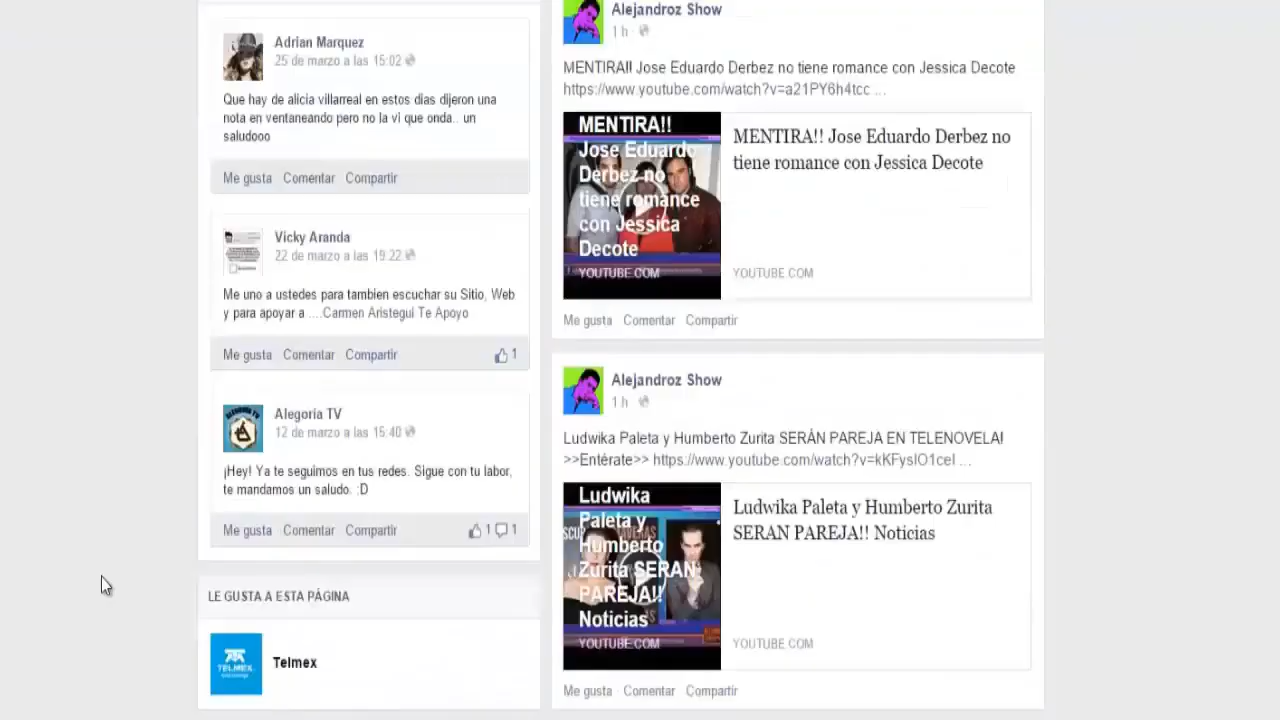 Adrian Marquez
25 de marzo a las 15:02
Que hay de alicia villarreal en estos dias dijeron una
nota en ventaneando pero no la vi que onda.. un
saludooo
Me gusta Comentar Compartir
Vicky Aranda
22 de marzo a las 19:22
Me uno a ustedes para tambien escuchar su Sitio, Web
y para apoyar a ....Carmen Aristegui Te Apoyo
Me gusta Comentar Compartir 1
Alegoría TV
12 de marzo a las 15:40
¡Hey! Ya te seguimos en tus redes. Sigue con tu labor,
te mandamos un saludo. :D
Me gusta Comentar Compartir 1 1
LE GUSTA A ESTA PÁGINA
TELMEX
Telmex
Alejandroz Show
1 h
MENTIRA!! Jose Eduardo Derbez no tiene romance con Jessica Decote
https://www.youtube.com/watch?v=a21PY6h4tcc ...
MENTIRA!!
Jose Eduardo
Derbez no
tiene romance
con Jessica
Decote
YOUTUBE.COM
MENTIRA!! Jose Eduardo Derbez no
tiene romance con Jessica Decote
YOUTUBE.COM
Me gusta Comentar Compartir
Alejandroz Show
1 h
Ludwika Paleta y Humberto Zurita SERÁN PAREJA EN TELENOVELA!
>>Entérate>> https://www.youtube.com/watch?v=kKFysIO1ceI ...
Ludwika
Paleta y
Humberto
Zurita SERAN
PAREJA!!
Noticias
YOUTUBE.COM
Ludwika Paleta y Humberto Zurita
SERAN PAREJA!! Noticias
YOUTUBE.COM
Me gusta Comentar Compartir